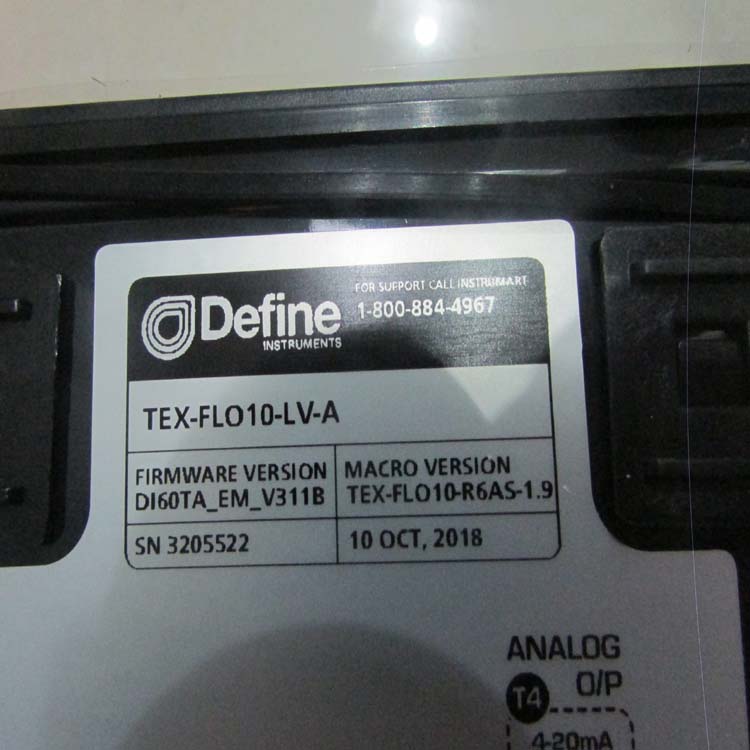 Define
INSTRUMENTS
FOR SUPPORT CALL INSTRUMART
1-800-884-4967
TEX-FLO10-LV-A
FIRMWARE VERSION
DI60TA_EM_V311B
MACRO VERSION
TEX-FLO10-R6AS-1.9
SN 3205522
10 OCT, 2018
ANALOG
O/P
T4
4-20mA